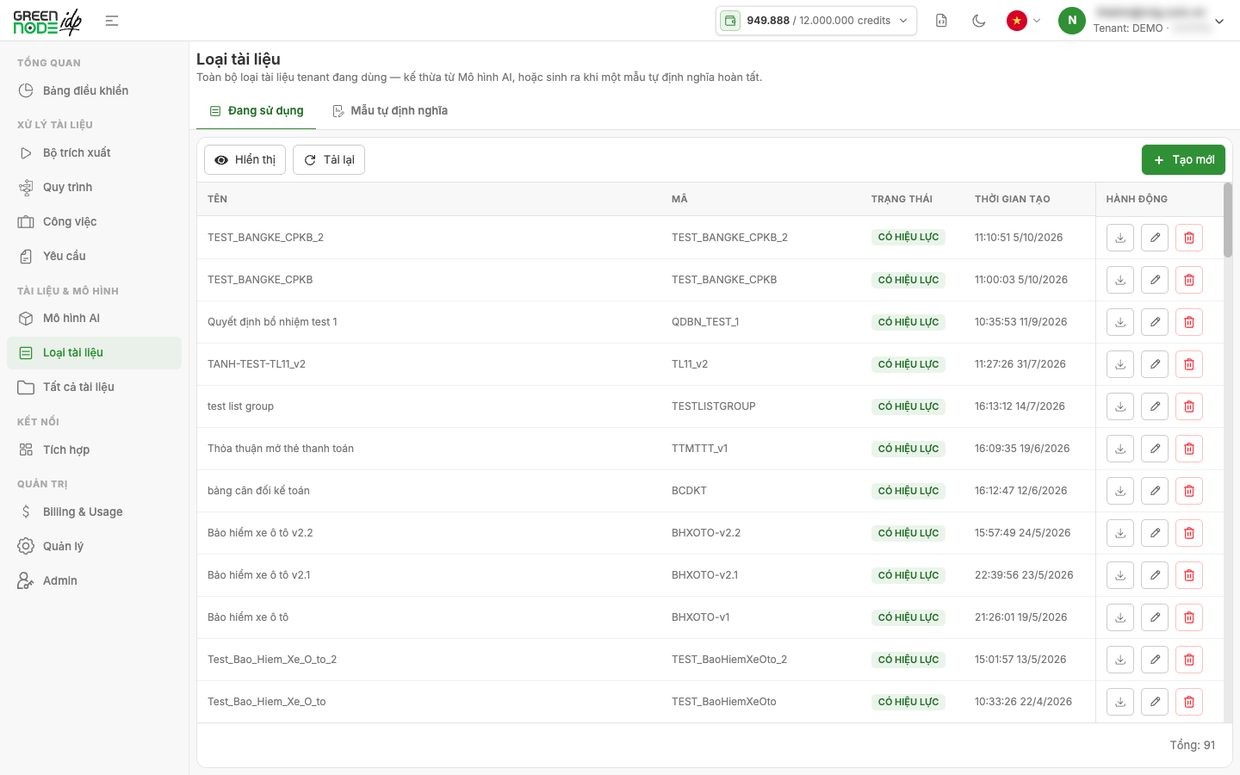 GREEN NODE idp
949.888 / 12.000.000 credits
N
Tenant: DEMO -
TỔNG QUAN
Bảng điều khiển
XỬ LÝ TÀI LIỆU
Bộ trích xuất
Quy trình
Công việc
Yêu cầu
TÀI LIỆU & MÔ HÌNH
Mô hình AI
Loại tài liệu
Tất cả tài liệu
KẾT NỐI
Tích hợp
QUẢN TRỊ
Billing & Usage
Quản lý
Admin
Loại tài liệu
Toàn bộ loại tài liệu tenant đang dùng — kế thừa từ Mô hình AI, hoặc sinh ra khi một mẫu tự định nghĩa hoàn tất.
Đang sử dụng Mẫu tự định nghĩa
Hiển thị Tải lại + Tạo mới
TÊN MÃ TRẠNG THÁI THỜI GIAN TẠO HÀNH ĐỘNG
TEST_BANGKE_CPKB_2 TEST_BANGKE_CPKB_2 CÓ HIỆU LỰC 11:10:51 5/10/2026
TEST_BANGKE_CPKB TEST_BANGKE_CPKB CÓ HIỆU LỰC 11:00:03 5/10/2026
Quyết định bổ nhiệm test 1 QDBN_TEST_1 CÓ HIỆU LỰC 10:35:53 11/9/2026
TANH-TEST-TL11_v2 TL11_v2 CÓ HIỆU LỰC 11:27:26 31/7/2026
test list group TESTLISTGROUP CÓ HIỆU LỰC 16:13:12 14/7/2026
Thỏa thuận mở thẻ thanh toán TTMTTT_v1 CÓ HIỆU LỰC 16:09:35 19/6/2026
bảng cân đối kế toán BCDKT CÓ HIỆU LỰC 16:12:47 12/6/2026
Bảo hiểm xe ô tô v2.2 BHXOTO-v2.2 CÓ HIỆU LỰC 15:57:49 24/5/2026
Bảo hiểm xe ô tô v2.1 BHXOTO-v2.1 CÓ HIỆU LỰC 22:39:56 23/5/2026
Bảo hiểm xe ô tô BHXOTO-v1 CÓ HIỆU LỰC 21:26:01 19/5/2026
Test_Bao_Hiem_Xe_O_to_2 TEST_BaoHiemXeOto_2 CÓ HIỆU LỰC 15:01:57 13/5/2026
Test_Bao_Hiem_Xe_O_to TEST_BaoHiemXeOto CÓ HIỆU LỰC 10:33:26 22/4/2026
Tổng: 91